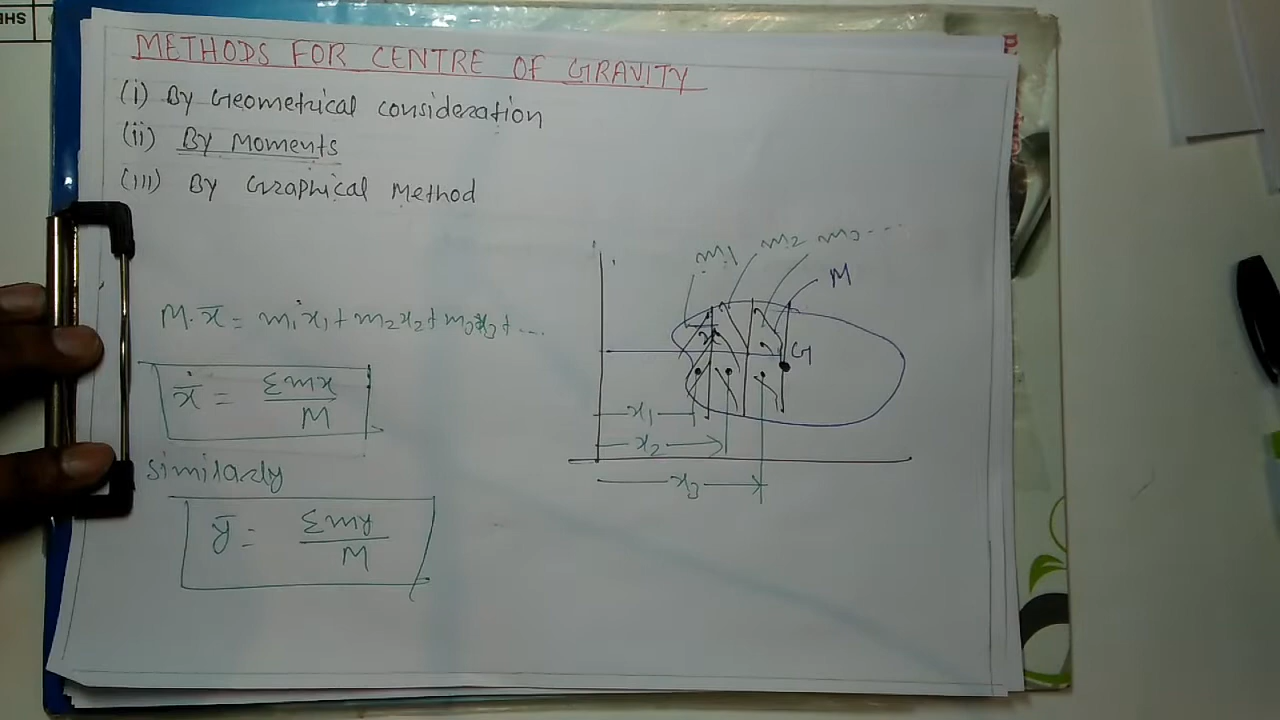 METHODS FOR CENTRE OF GRAVITY
(i) By Geometrical consideration
(ii) By Moments
(iii) By Graphical Method
m1 m2 m3....
M
M.x̄ = m1x1+m2x2+m3x3+...
G
x̄ = Σmx/M
x1
x2
similarly
x3
ȳ = Σmy/M